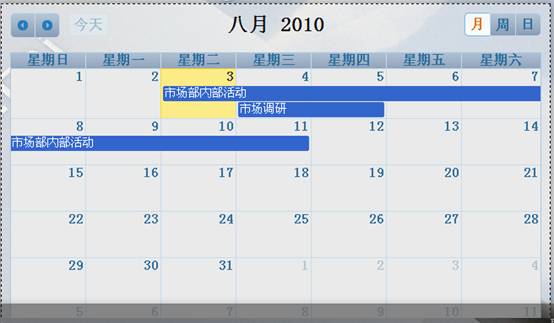 今天
八月 2010
月 周 日
星期日 星期一 星期二 星期三 星期四 星期五 星期六
1 2 3 4 5 6 7
市场部内部活动
市场调研
8 9 10 11 12 13 14
市场部内部活动
15 16 17 18 19 20 21
22 23 24 25 26 27 28
29 30 31 1 2 3 4
5 6 7 8 9 10 11